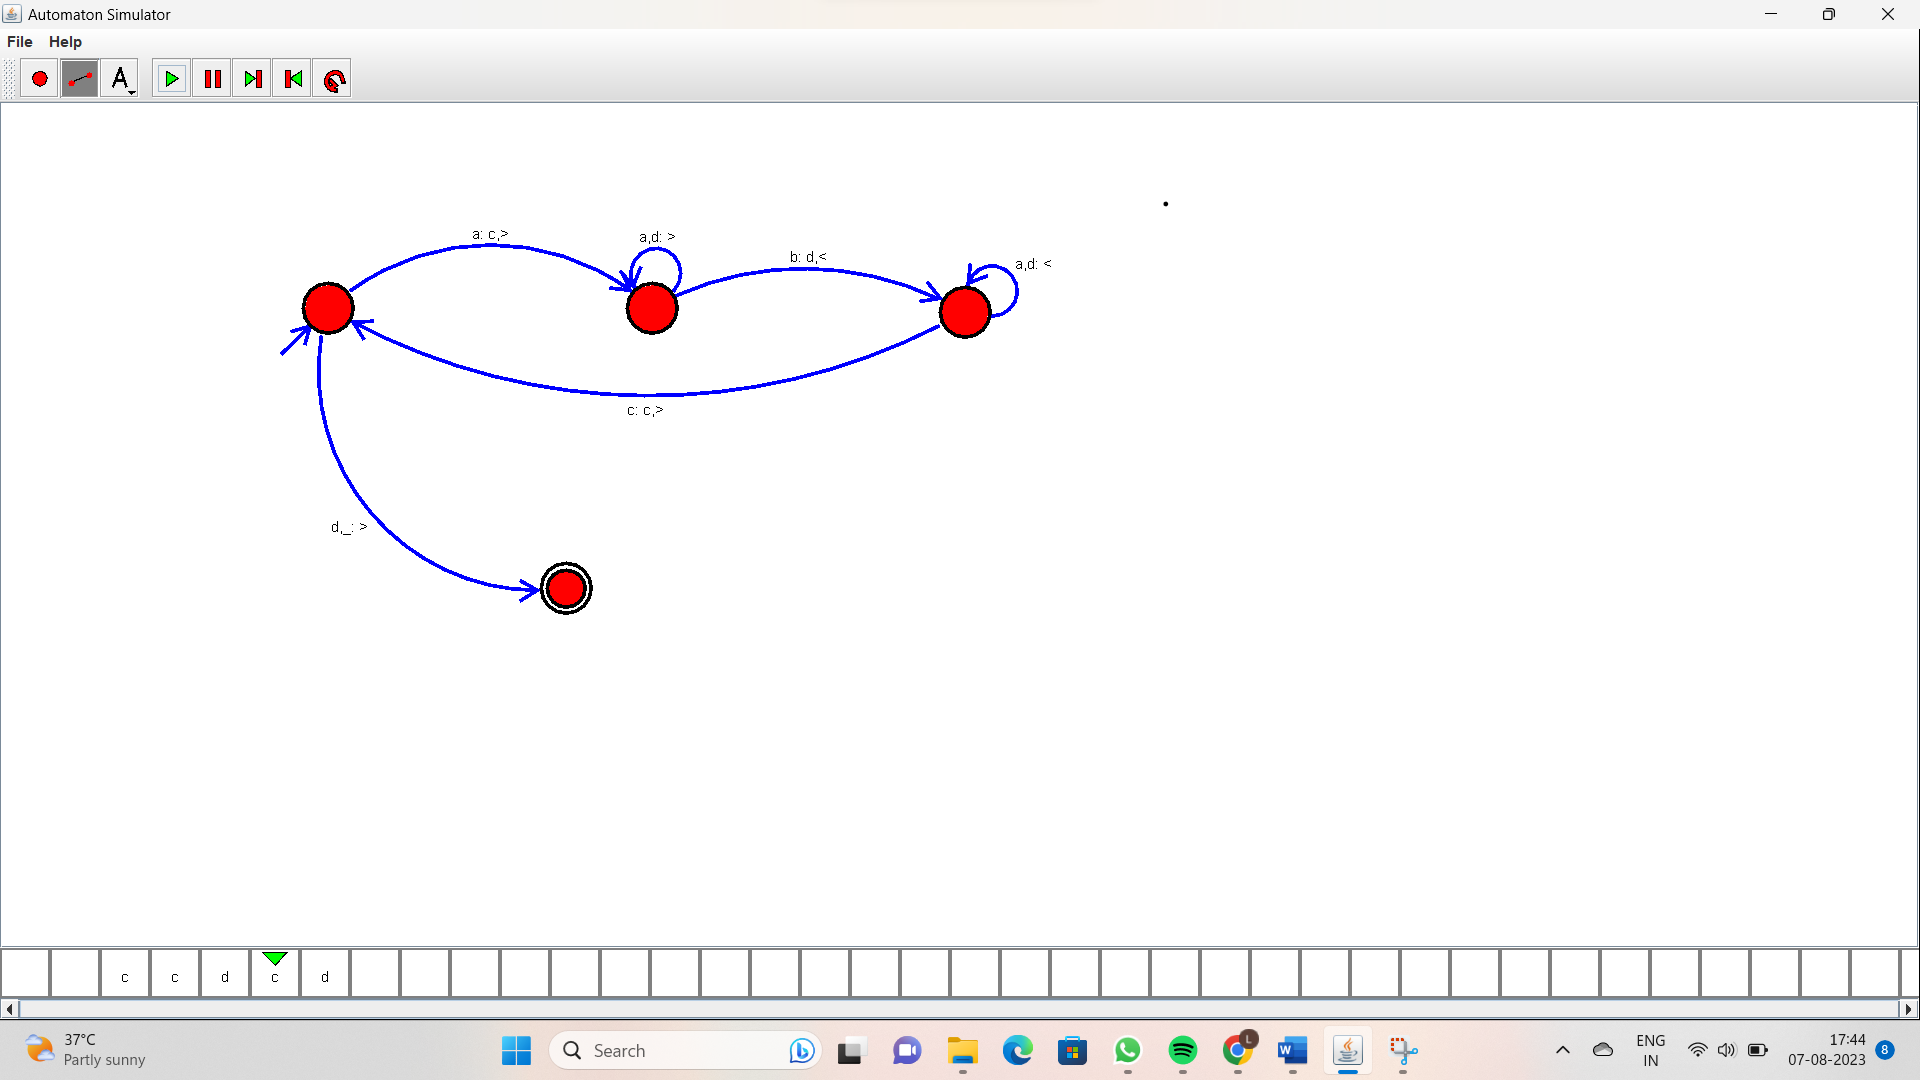 Automaton Simulator
File Help
A
a: c,>
a,d: >
b: d,<
a,d: <
c: c,>
d,_: >
c c d c d
37°C
Partly sunny
Search
L
W
ENG
IN
17:44
07-08-2023
8